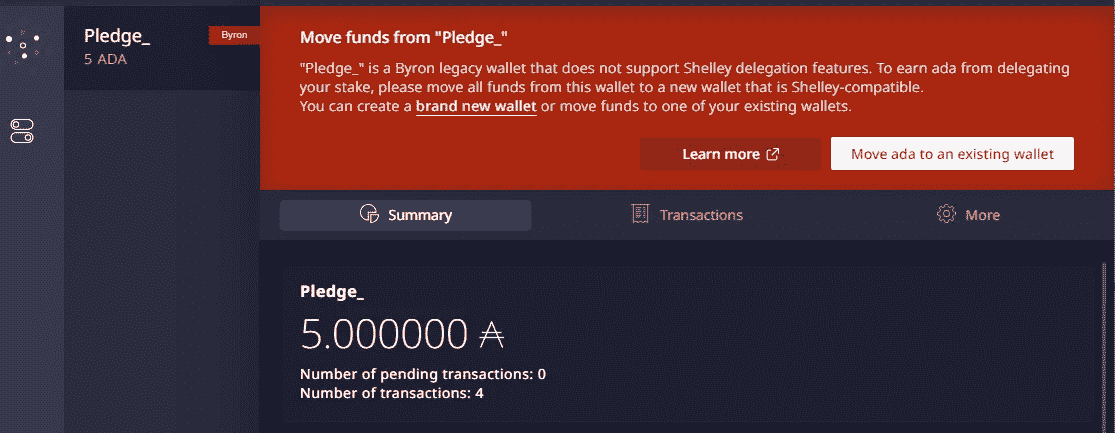 Pledge_
Byron
5 ADA
Move funds from "Pledge_"
"Pledge_" is a Byron legacy wallet that does not support Shelley delegation features. To earn ada from delegating
your stake, please move all funds from this wallet to a new wallet that is Shelley-compatible.
You can create a brand new wallet or move funds to one of your existing wallets.
Learn more
Move ada to an existing wallet
Summary
Transactions
More
Pledge_
5.000000 ₳
Number of pending transactions: 0
Number of transactions: 4